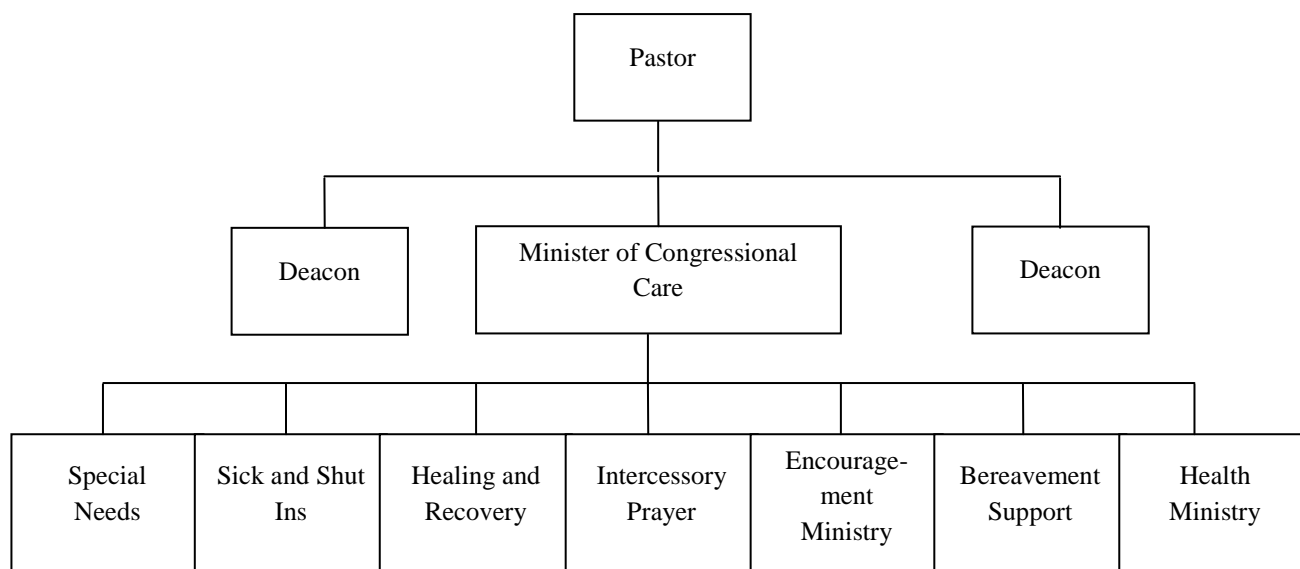 Pastor
Deacon
Minister of Congressional
Care
Deacon
Special
Needs
Sick and Shut
Ins
Healing and
Recovery
Intercessory
Prayer
Encourage-
ment
Ministry
Bereavement
Support
Health
Ministry